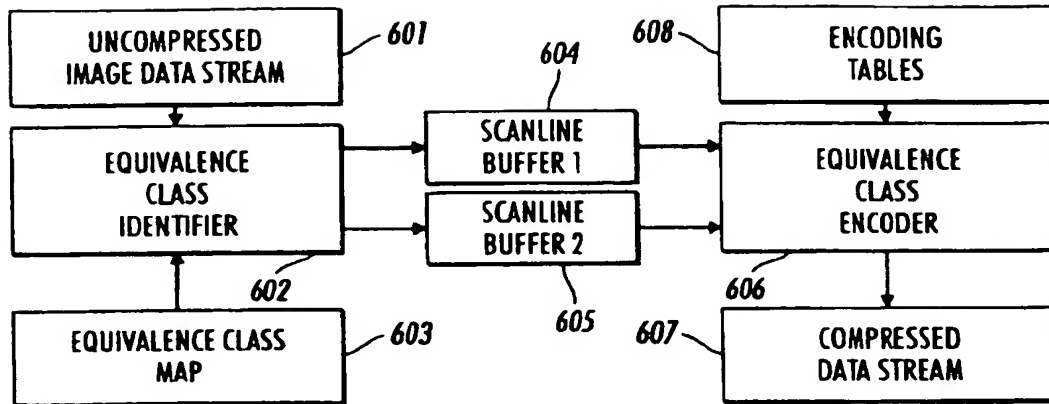 UNCOMPRESSED
IMAGE DATA STREAM
601
EQUIVALENCE
CLASS
IDENTIFIER
602
EQUIVALENCE CLASS
MAP
603
604
SCANLINE
BUFFER 1
SCANLINE
BUFFER 2
605
608
ENCODING
TABLES
EQUIVALENCE
CLASS
ENCODER
606
607
COMPRESSED
DATA STREAM